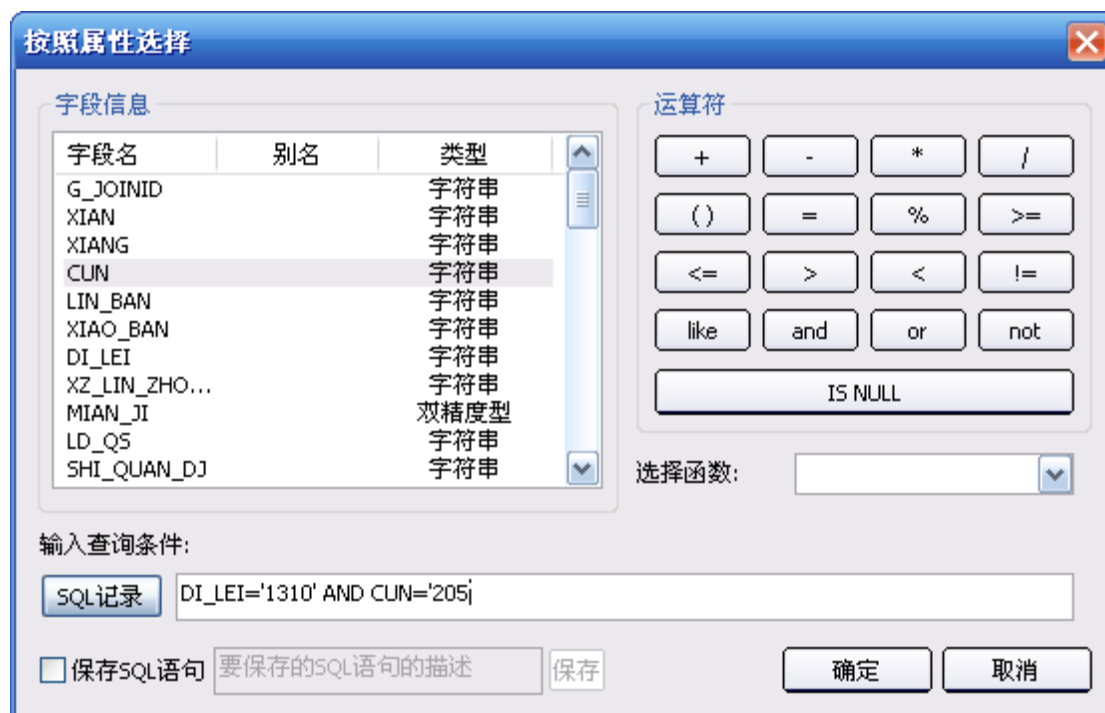 按照属性选择
字段信息
字段名 别名 类型
G_JOINID 字符串
XIAN 字符串
XIANG 字符串
CUN 字符串
LIN_BAN 字符串
XIAO_BAN 字符串
DI_LEI 字符串
XZ_LIN_ZHO... 字符串
MIAN_JI 双精度型
LD_QS 字符串
SHI_QUAN_DJ 字符串
运算符
+ - * /
() = % >=
<= > < !=
like and or not
IS NULL
选择函数:
输入查询条件:
SQL记录 DI_LEI='1310' AND CUN='205
保存SQL语句 要保存的SQL语句的描述 保存 确定 取消